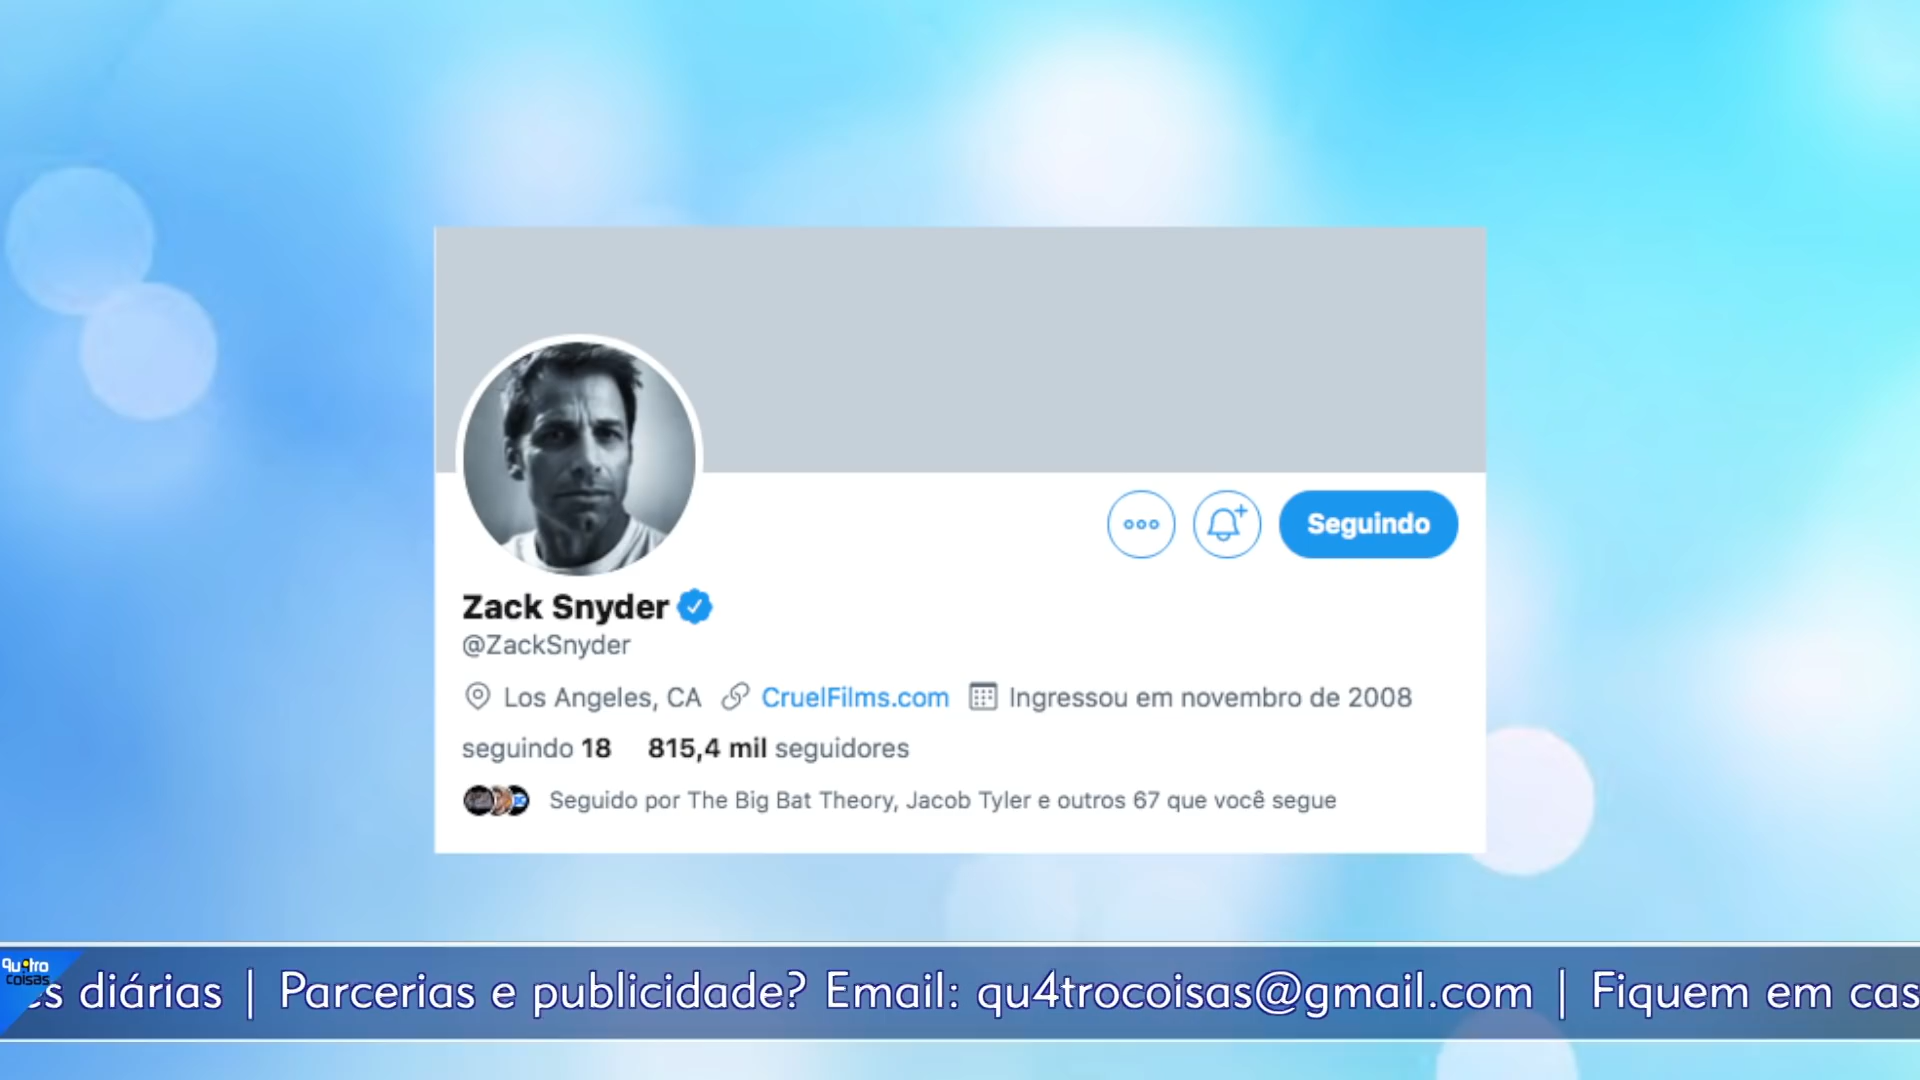 Seguindo
Zack Snyder
@ZackSnyder
Los Angeles, CA CruelFilms.com Ingressou em novembro de 2008
seguindo 18 815,4 mil seguidores
Seguido por The Big Bat Theory, Jacob Tyler e outros 67 que você segue
qu4tro
coisas
diárias | Parcerias e publicidade? Email: qu4trocoisas@gmail.com | Fiquem em cas